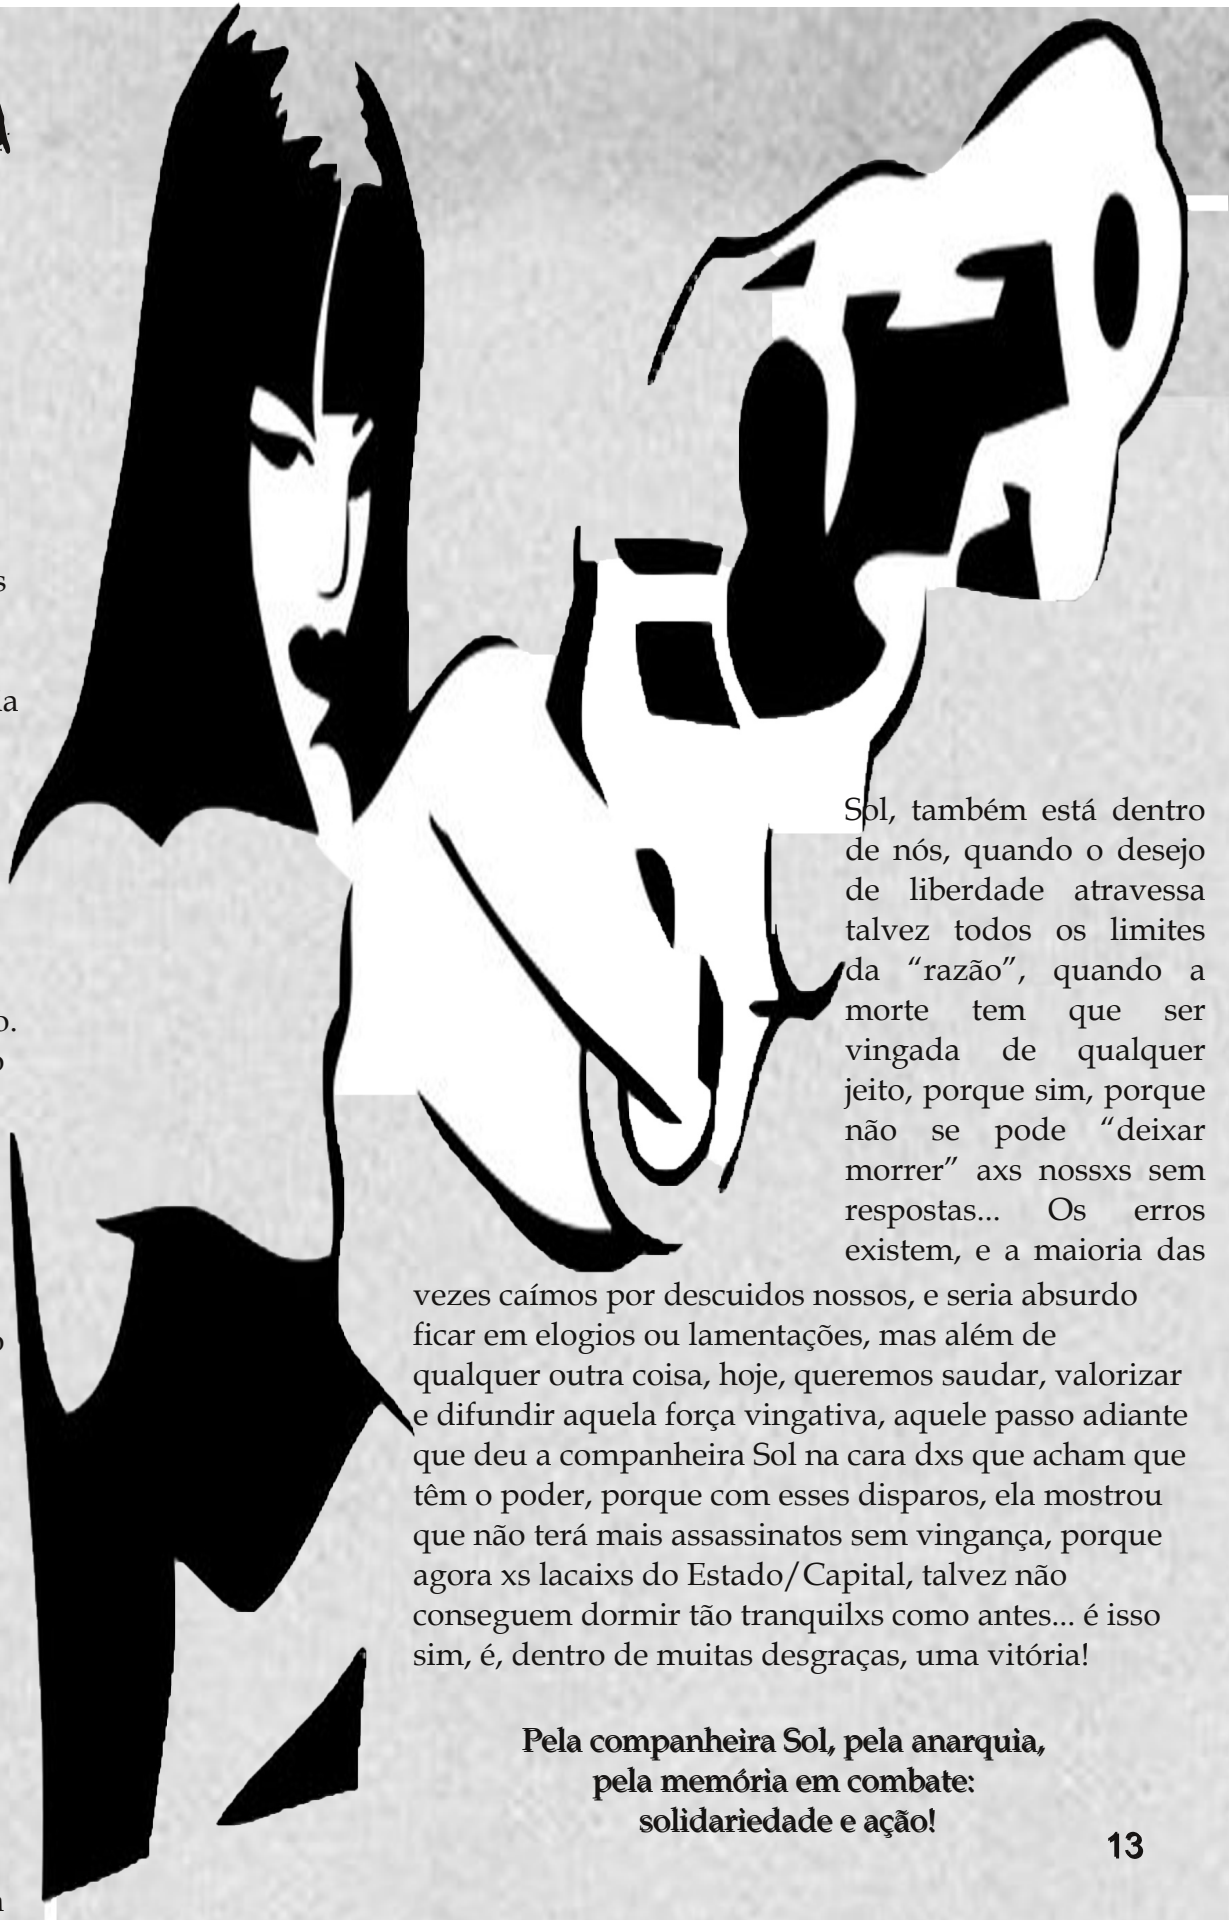 Sol, também está dentro
de nós, quando o desejo
de liberdade atravessa
talvez todos os limites
da “razão”, quando a
morte tem que ser
vingada de qualquer
jeito, porque sim, porque
não se pode “deixar
morrer” axs nossxs sem
respostas... Os erros
existem, e a maioria das
vezes caímos por descuidos nossos, e seria absurdo
ficar em elogios ou lamentações, mas além de
qualquer outra coisa, hoje, queremos saudar, valorizar
e difundir aquela força vingativa, aquele passo adiante
que deu a companheira Sol na cara dxs que acham que
têm o poder, porque com esses disparos, ela mostrou
que não terá mais assassinatos sem vingança, porque
agora xs lacaixs do Estado/Capital, talvez não
conseguem dormir tão tranquilxs como antes... é isso
sim, é, dentro de muitas desgraças, uma vitória!
Pela companheira Sol, pela anarquia,
pela memória em combate:
solidariedade e ação!
13